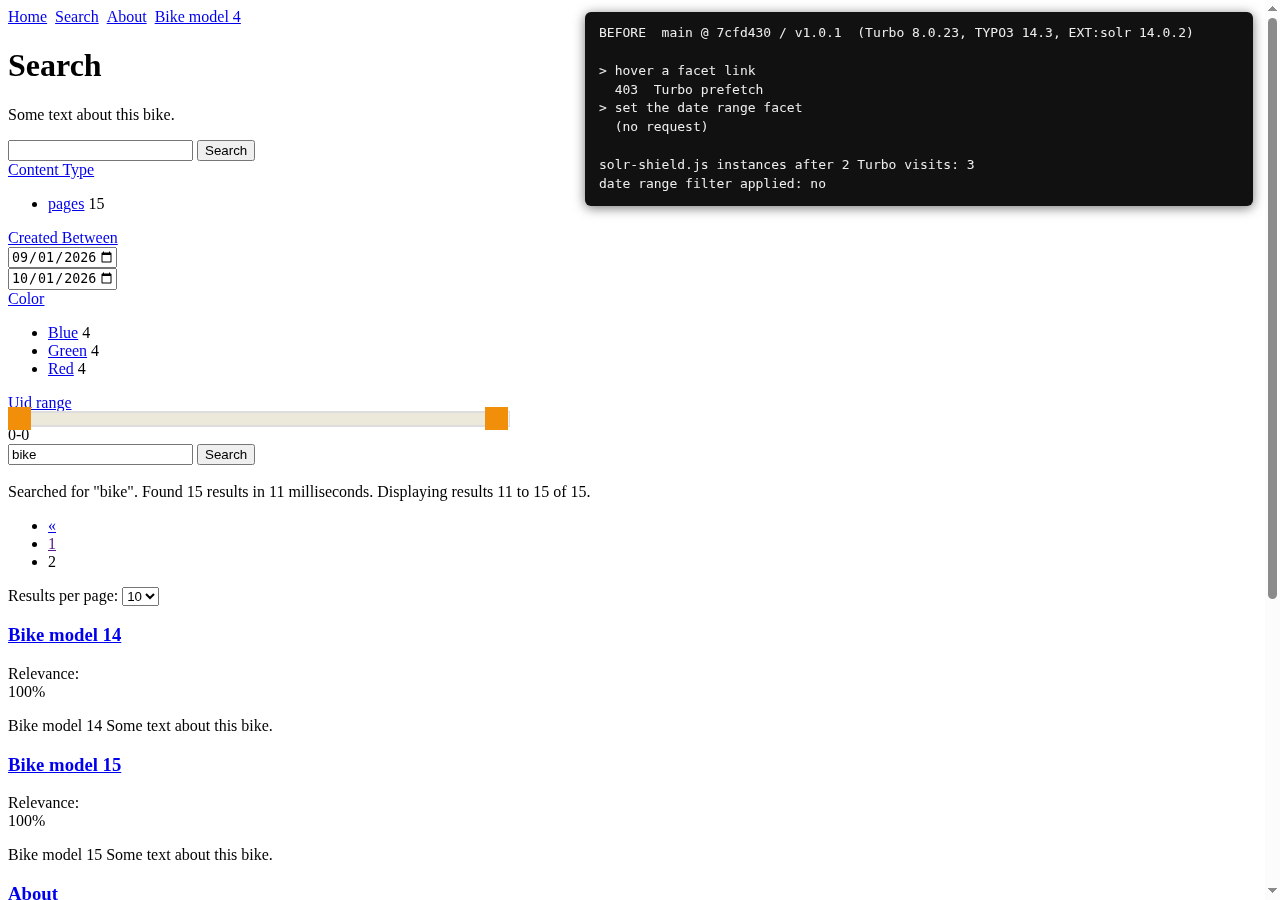 Home Search About Bike model 4
Search
Some text about this bike.
Search
Content Type
pages 15
Created Between
09/01/2026
10/01/2026
Color
Blue 4
Green 4
Red 4
Uid range
0-0
bike Search
Searched for "bike". Found 15 results in 11 milliseconds. Displaying results 11 to 15 of 15.
«
1
2
Results per page: 10
Bike model 14
Relevance:
100%
Bike model 14 Some text about this bike.
Bike model 15
Relevance:
100%
Bike model 15 Some text about this bike.
About
BEFORE main @ 7cfd430 / v1.0.1 (Turbo 8.0.23, TYPO3 14.3, EXT:solr 14.0.2)
> hover a facet link
403 Turbo prefetch
> set the date range facet
(no request)
solr-shield.js instances after 2 Turbo visits: 3
date range filter applied: no